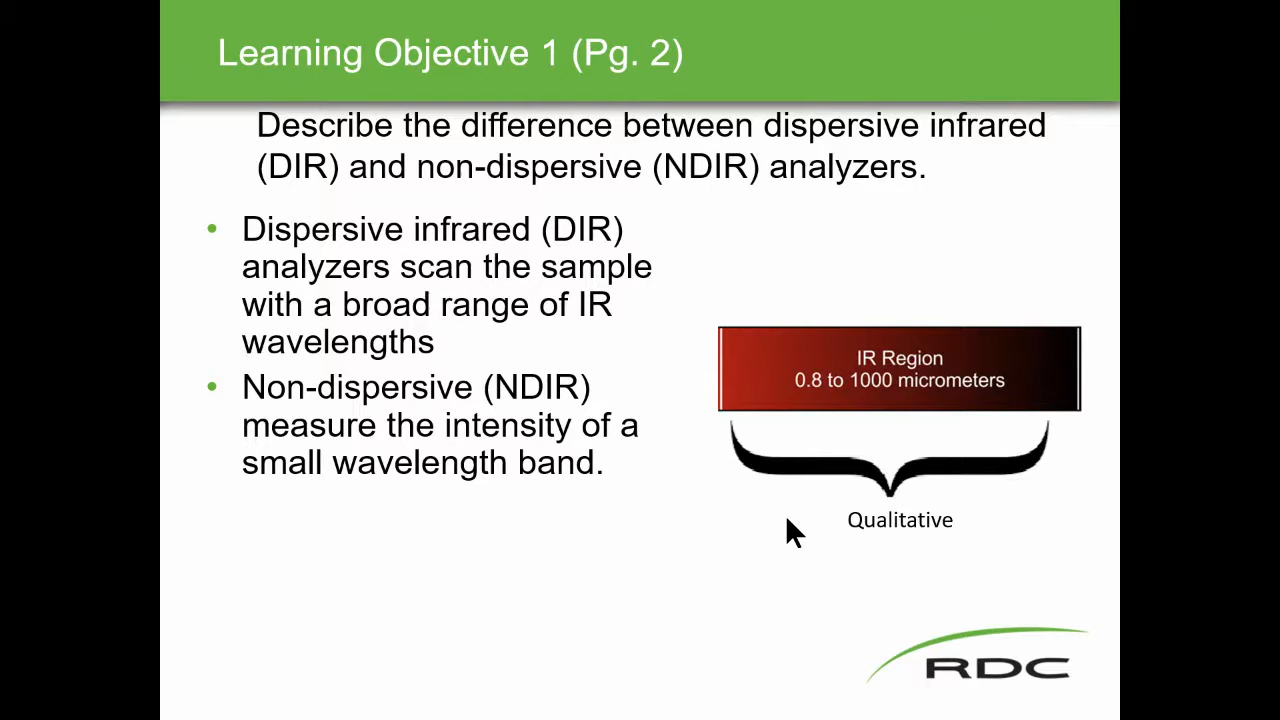 Learning Objective 1 (Pg. 2)
Describe the difference between dispersive infrared
(DIR) and non-dispersive (NDIR) analyzers.
• Dispersive infrared (DIR)
analyzers scan the sample
with a broad range of IR
wavelengths
• Non-dispersive (NDIR)
measure the intensity of a
small wavelength band.
IR Region
0.8 to 1000 micrometers
Qualitative
RDC